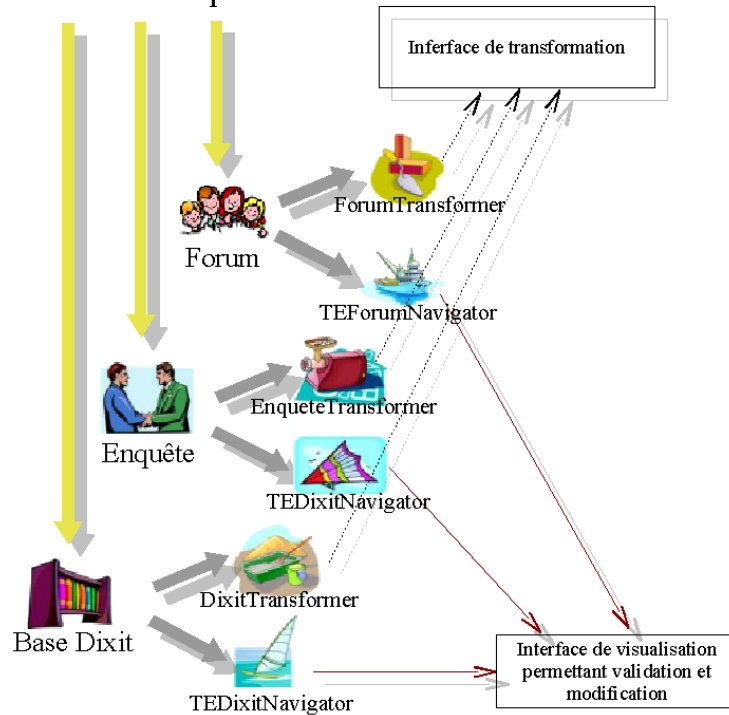 Inferface de transformation
ForumTransformer
Forum
TEForumNavigator
EnqueteTransformer
Enquête
TEDixitNavigator
DixitTransformer
Base Dixit
TEDixitNavigator
Interface de visualisation
permettant validation et
modification